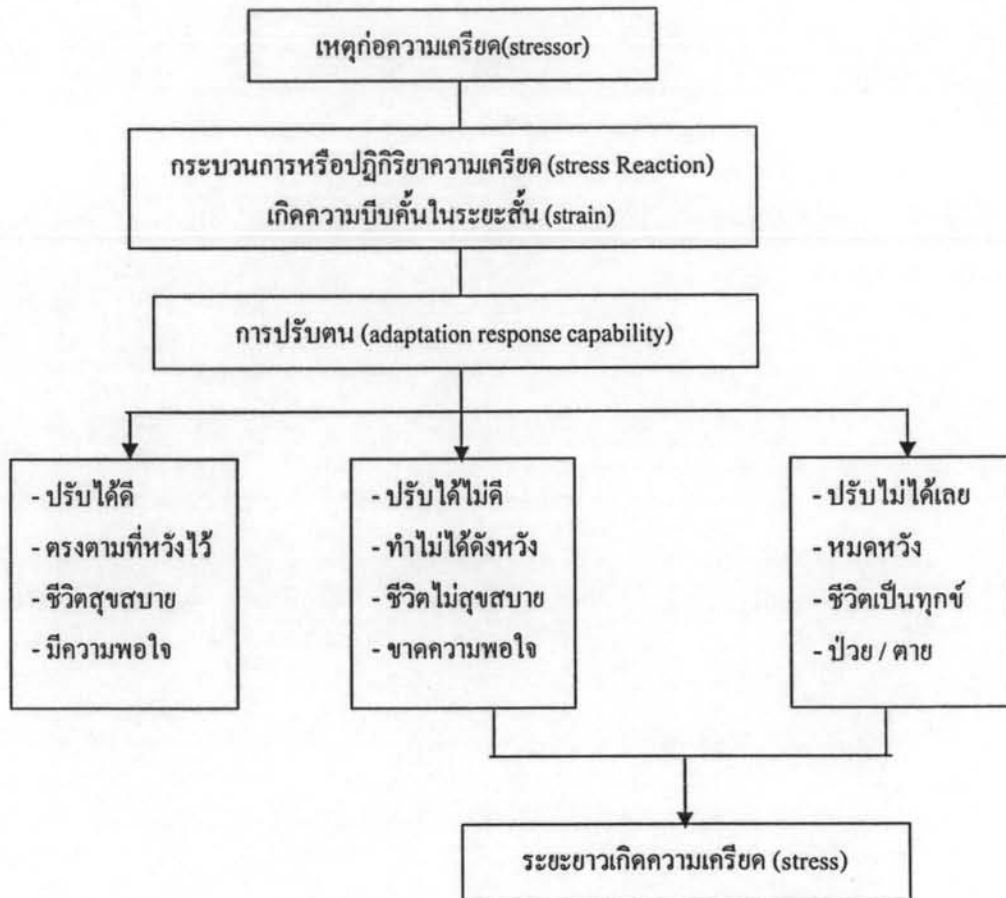 เหตุก่อความเครียด(stressor)
กระบวนการหรือปฏิกิริยาความเครียด (stress Reaction)
เกิดความบีบคั้นในระยะสั้น (strain)
การปรับตน (adaptation response capability)
- ปรับได้ดี
- ตรงตามที่หวังไว้
- ชีวิตสุขสบาย
- มีความพอใจ
- ปรับได้ไม่ดี
- ทำไม่ได้ดังหวัง
- ชีวิตไม่สุขสบาย
- ขาดความพอใจ
- ปรับไม่ได้เลย
- หมดหวัง
- ชีวิตเป็นทุกข์
- ป่วย / ตาย
ระยะยาวเกิดความเครียด (stress)